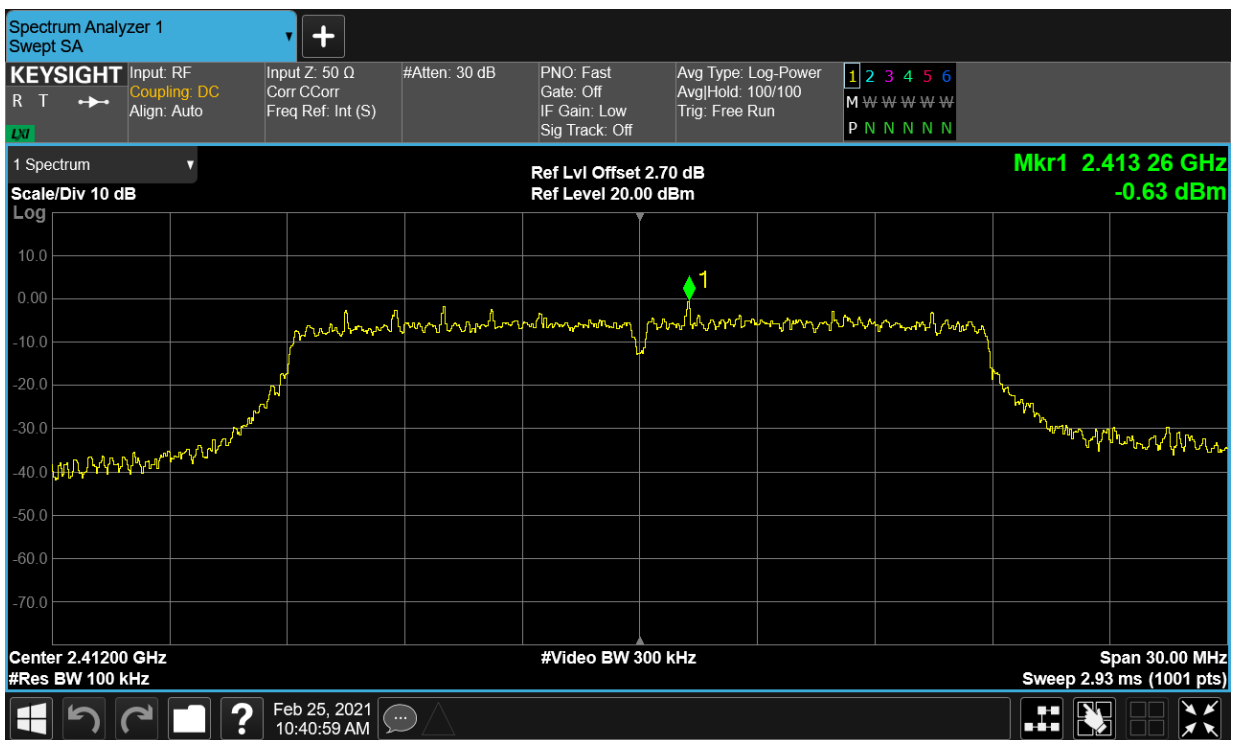 Spectrum Analyzer 1
Swept SA
+
KEYSIGHT
R T
LXI
Input: RF
Coupling: DC
Align: Auto
Input Z: 50 Ω
Corr CCorr
Freq Ref: Int (S)
#Atten: 30 dB
PNO: Fast
Gate: Off
IF Gain: Low
Sig Track: Off
Avg Type: Log-Power
Avg|Hold: 100/100
Trig: Free Run
1 2 3 4 5 6
M W W W W W
P N N N N N
1 Spectrum
Scale/Div 10 dB
Log
Ref Lvl Offset 2.70 dB
Ref Level 20.00 dBm
Mkr1 2.413 26 GHz
-0.63 dBm
10.0
0.00
-10.0
-20.0
-30.0
-40.0
-50.0
-60.0
-70.0
1
Center 2.41200 GHz
#Res BW 100 kHz
#Video BW 300 kHz
Span 30.00 MHz
Sweep 2.93 ms (1001 pts)
?
Feb 25, 2021
10:40:59 AM